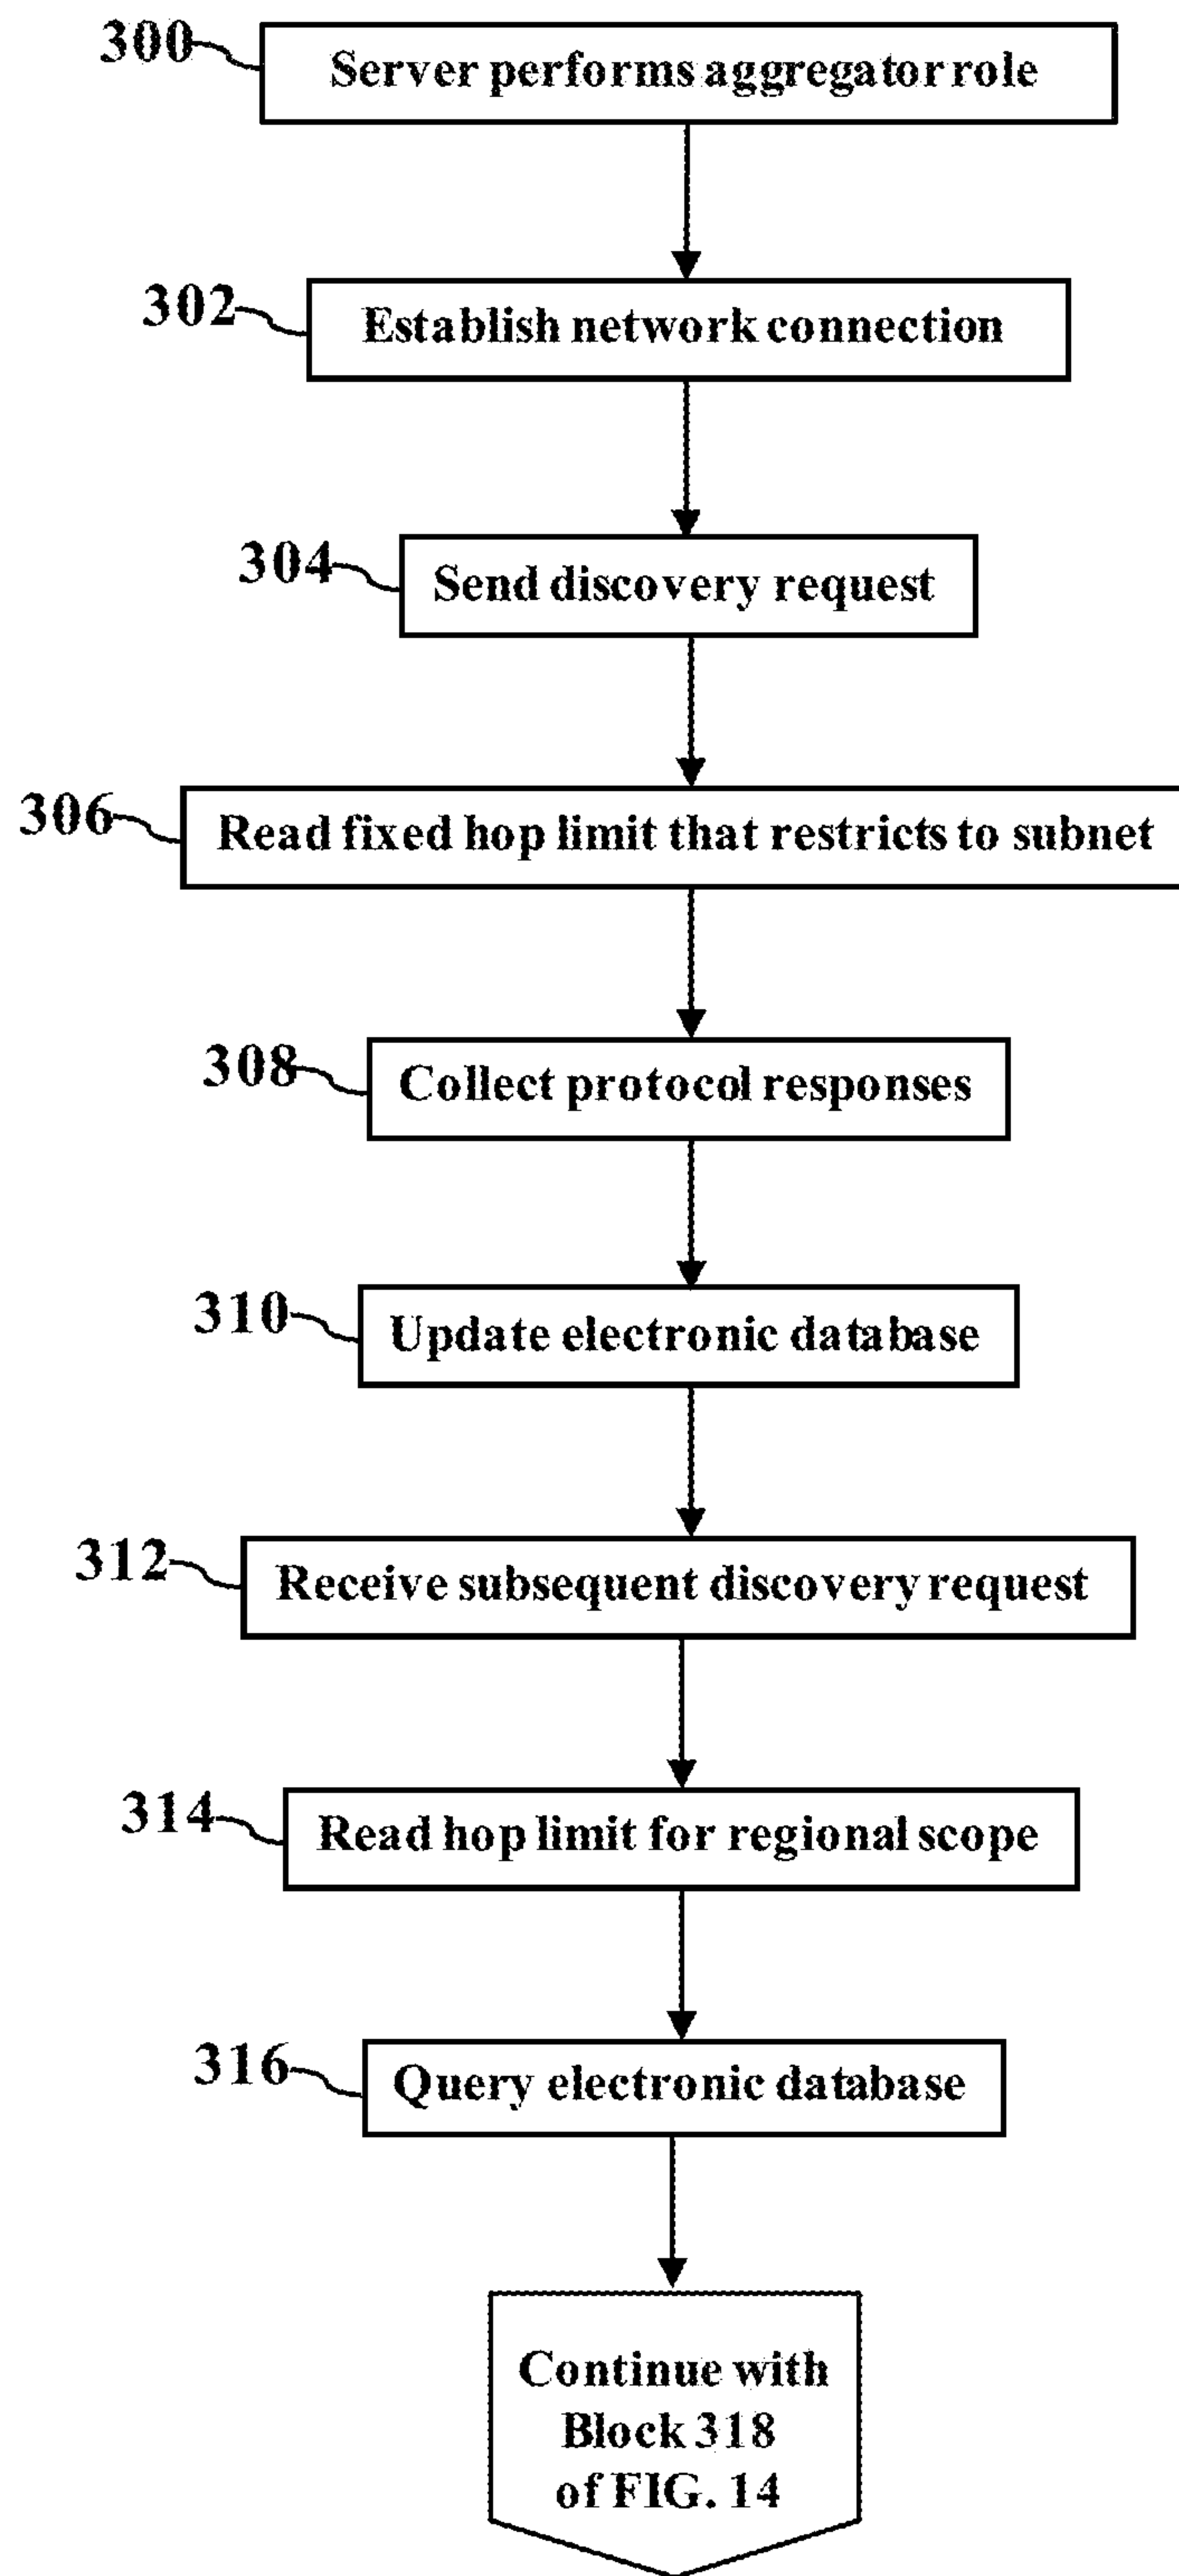 300
Server performs aggregator role
302
Establish network connection
304
Send discovery request
306
Read fixed hop limit that restricts to subnet
308
Collect protocol responses
310
Update electronic database
312
Receive subsequent discovery request
314
Read hop limit for regional scope
316
Query electronic database
Continue with
Block 318
of FIG. 14